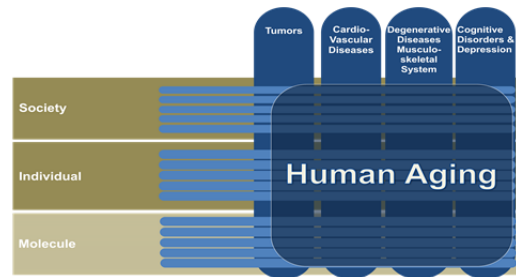 Tumors
Cardio-
Vascular
Diseases
Degenerative
Diseases
Musculo-
skeletal
System
Cognitive
Disorders &
Depression
Society
Individual
Human Aging
Molecule